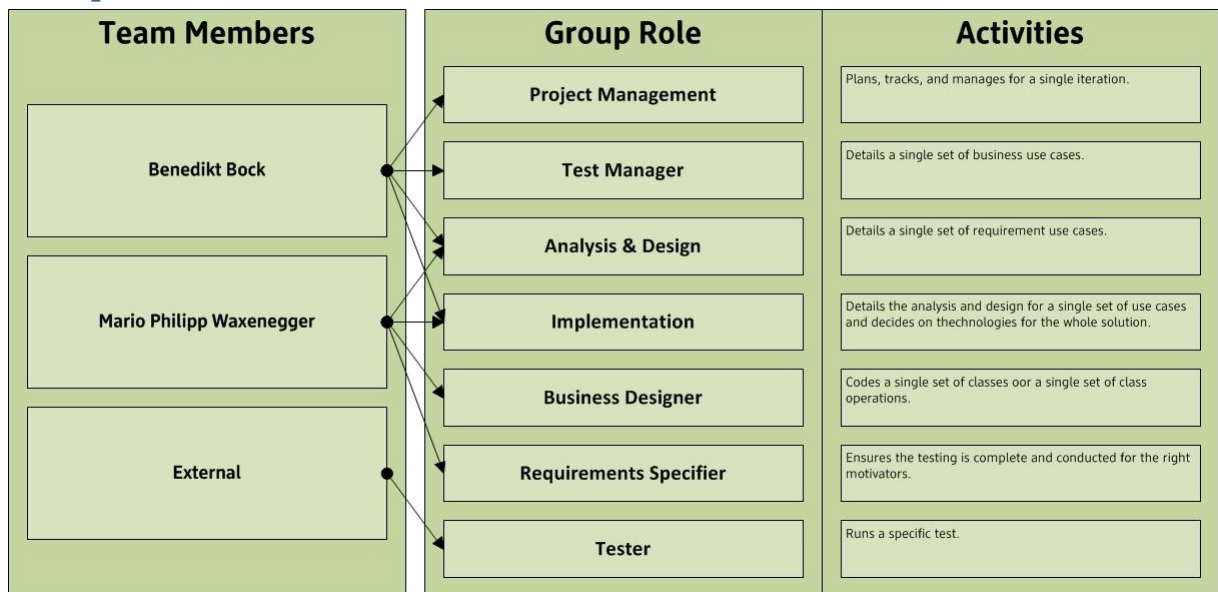 Team Members
Group Role
Activities
Benedikt Bock
Mario Philipp Waxenegger
External
Project Management
Test Manager
Analysis & Design
Implementation
Business Designer
Requirements Specifier
Tester
Plans, tracks, and manages for a single iteration.
Details a single set of business use cases.
Details a single set of requirement use cases.
Details the analysis and design for a single set of use cases
and decides on thechnologies for the whole solution.
Codes a single set of classes oor a single set of class
operations.
Ensures the testing is complete and conducted for the right
motivators.
Runs a specific test.